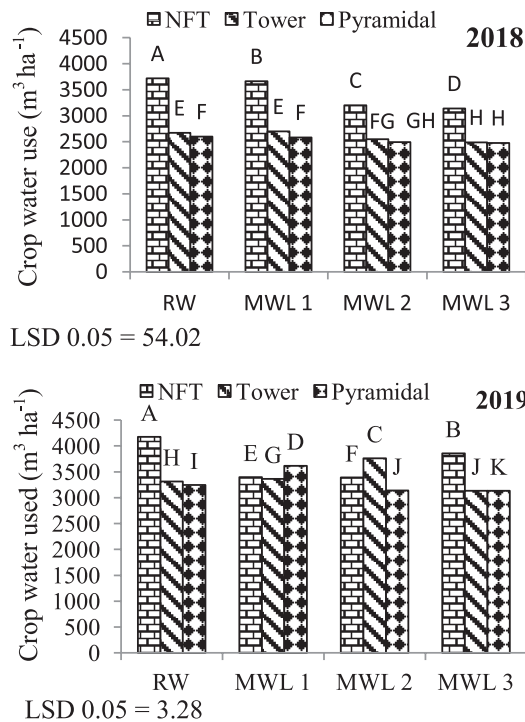 NFT Tower Pyramidal
2018
Crop water use (m³ ha⁻¹)
4500
4000
3500
3000
2500
2000
1500
1000
500
0
A E F B E F C FG GH D H H
RW MWL 1 MWL 2 MWL 3
LSD 0.05 = 54.02
NFT Tower Pyramidal
2019
Crop water used (m³ ha⁻¹)
4500
4000
3500
3000
2500
2000
1500
1000
500
0
A H I E G D F C J B J K
RW MWL 1 MWL 2 MWL 3
LSD 0.05 = 3.28